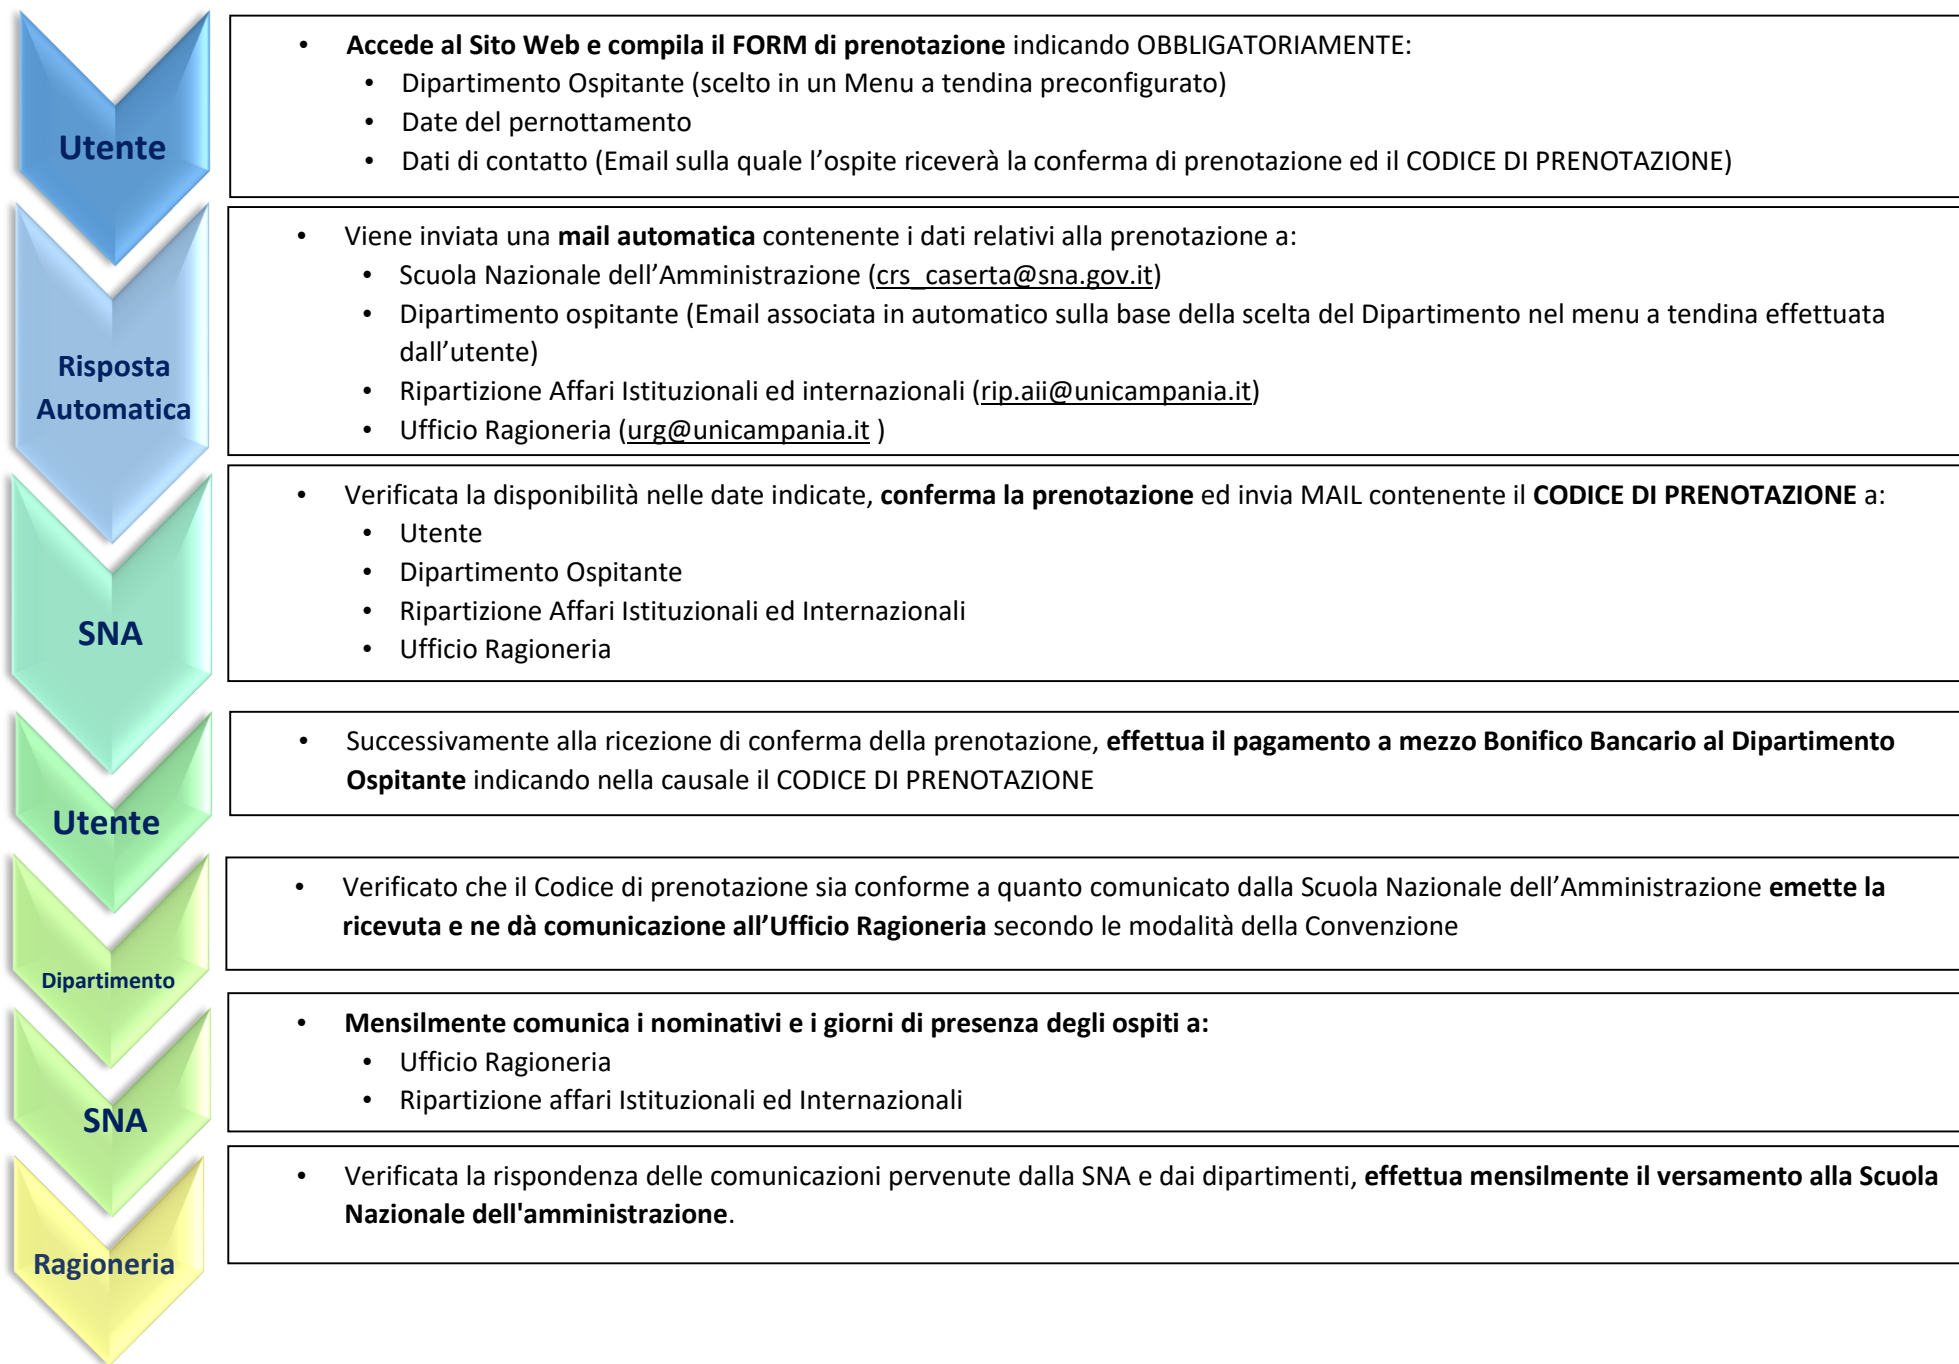 Utente
• Accede al Sito Web e compila il FORM di prenotazione indicando OBBLIGATORIAMENTE:
• Dipartimento Ospitante (scelto in un Menu a tendina preconfigurato)
• Date del pernottamento
• Dati di contatto (Email sulla quale l’ospite riceverà la conferma di prenotazione ed il CODICE DI PRENOTAZIONE)
Risposta
Automatica
• Viene inviata una mail automatica contenente i dati relativi alla prenotazione a:
• Scuola Nazionale dell’Amministrazione (crs_caserta@sna.gov.it)
• Dipartimento ospitante (Email associata in automatico sulla base della scelta del Dipartimento nel menu a tendina effettuata
dall’utente)
• Ripartizione Affari Istituzionali ed internazionali (rip.aii@unicampania.it)
• Ufficio Ragioneria (urg@unicampania.it )
SNA
• Verificata la disponibilità nelle date indicate, conferma la prenotazione ed invia MAIL contenente il CODICE DI PRENOTAZIONE a:
• Utente
• Dipartimento Ospitante
• Ripartizione Affari Istituzionali ed Internazionali
• Ufficio Ragioneria
Utente
• Successivamente alla ricezione di conferma della prenotazione, effettua il pagamento a mezzo Bonifico Bancario al Dipartimento
Ospitante indicando nella causale il CODICE DI PRENOTAZIONE
Dipartimento
• Verificato che il Codice di prenotazione sia conforme a quanto comunicato dalla Scuola Nazionale dell’Amministrazione emette la
ricevuta e ne dà comunicazione all’Ufficio Ragioneria secondo le modalità della Convenzione
SNA
• Mensilmente comunica i nominativi e i giorni di presenza degli ospiti a:
• Ufficio Ragioneria
• Ripartizione affari Istituzionali ed Internazionali
Ragioneria
• Verificata la rispondenza delle comunicazioni pervenute dalla SNA e dai dipartimenti, effettua mensilmente il versamento alla Scuola
Nazionale dell'amministrazione.